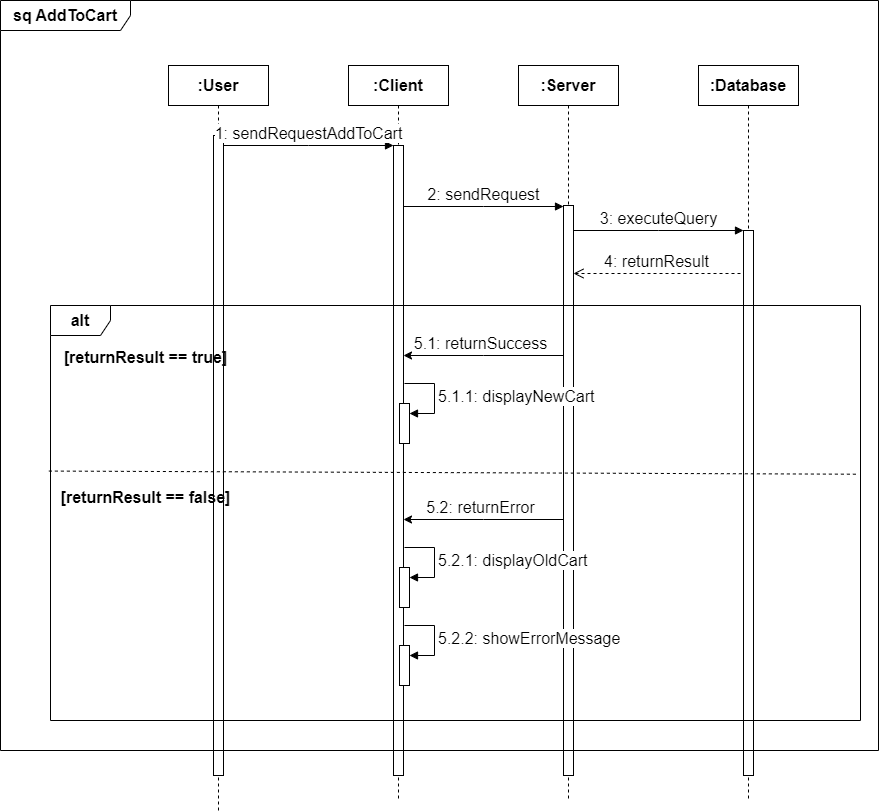 sq AddToCart
:User
:Client
:Server
:Database
1: sendRequestAddToCart
2: sendRequest
3: executeQuery
4: returnResult
alt
5.1: returnSuccess
[returnResult == true]
5.1.1: displayNewCart
[returnResult == false]
5.2: returnError
5.2.1: displayOldCart
5.2.2: showErrorMessage